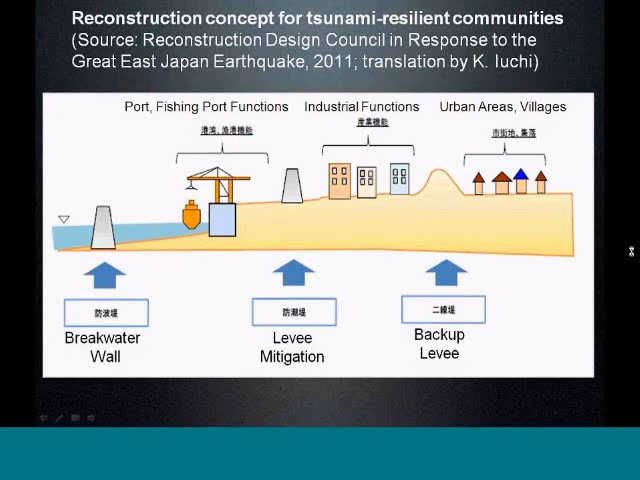 Reconstruction concept for tsunami-resilient communities
(Source: Reconstruction Design Council in Response to the
Great East Japan Earthquake, 2011; translation by K. Iuchi)
Port, Fishing Port Functions
Industrial Functions
Urban Areas, Villages
港湾、漁港機能
産業機能
市街地、集落
防波堤
防潮堤
二線堤
Breakwater
Wall
Levee
Mitigation
Backup
Levee